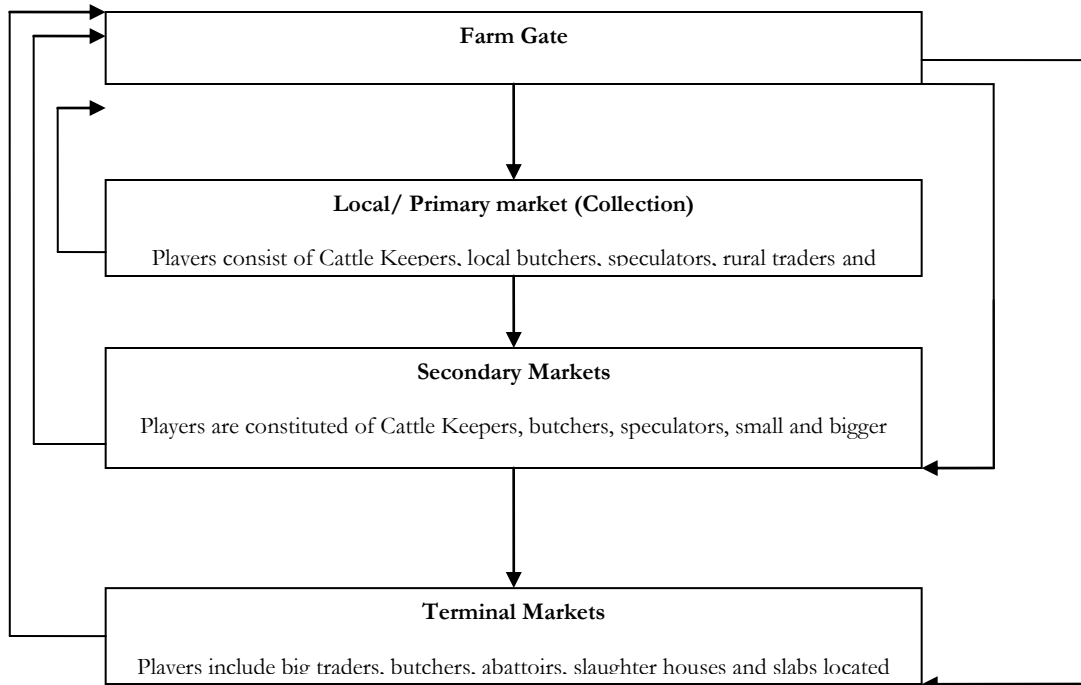 Farm Gate
Local/ Primary market (Collection)
Players consist of Cattle Keepers, local butchers, speculators, rural traders and
Secondary Markets
Players are constituted of Cattle Keepers, butchers, speculators, small and bigger
Terminal Markets
Players include big traders, butchers, abattoirs, slaughter houses and slabs located